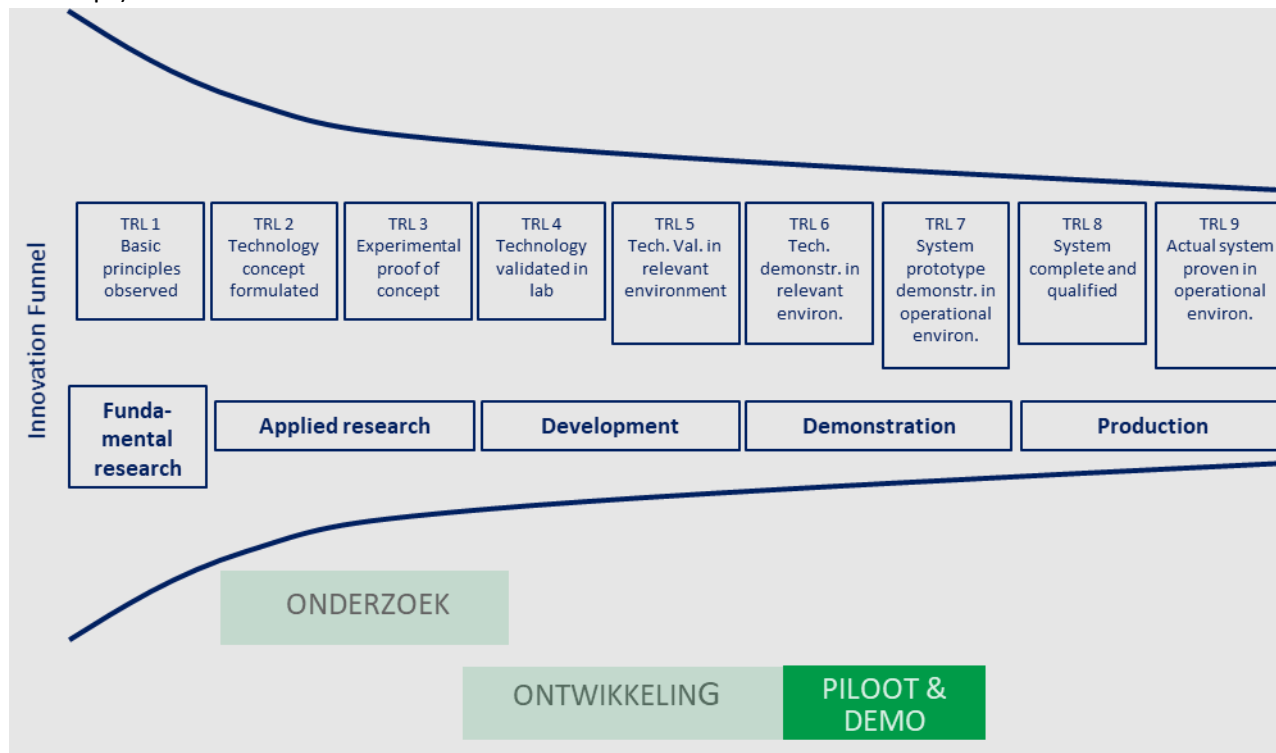 Innovation Funnel
TRL 1
Basic
principles
observed
TRL 2
Technology
concept
formulated
TRL 3
Experimental
proof of
concept
TRL 4
Technology
validated in
lab
TRL 5
Tech. Val. in
relevant
environment
TRL 6
Tech.
demonstr. in
relevant
environ.
TRL 7
System
prototype
demonstr. in
operational
environ.
TRL 8
System
complete and
qualified
TRL 9
Actual system
proven in
operational
environ.
Funda-
mental
research
Applied research
Development
Demonstration
Production
ONDERZOEK
ONTWIKKELING
PILOOT &
DEMO